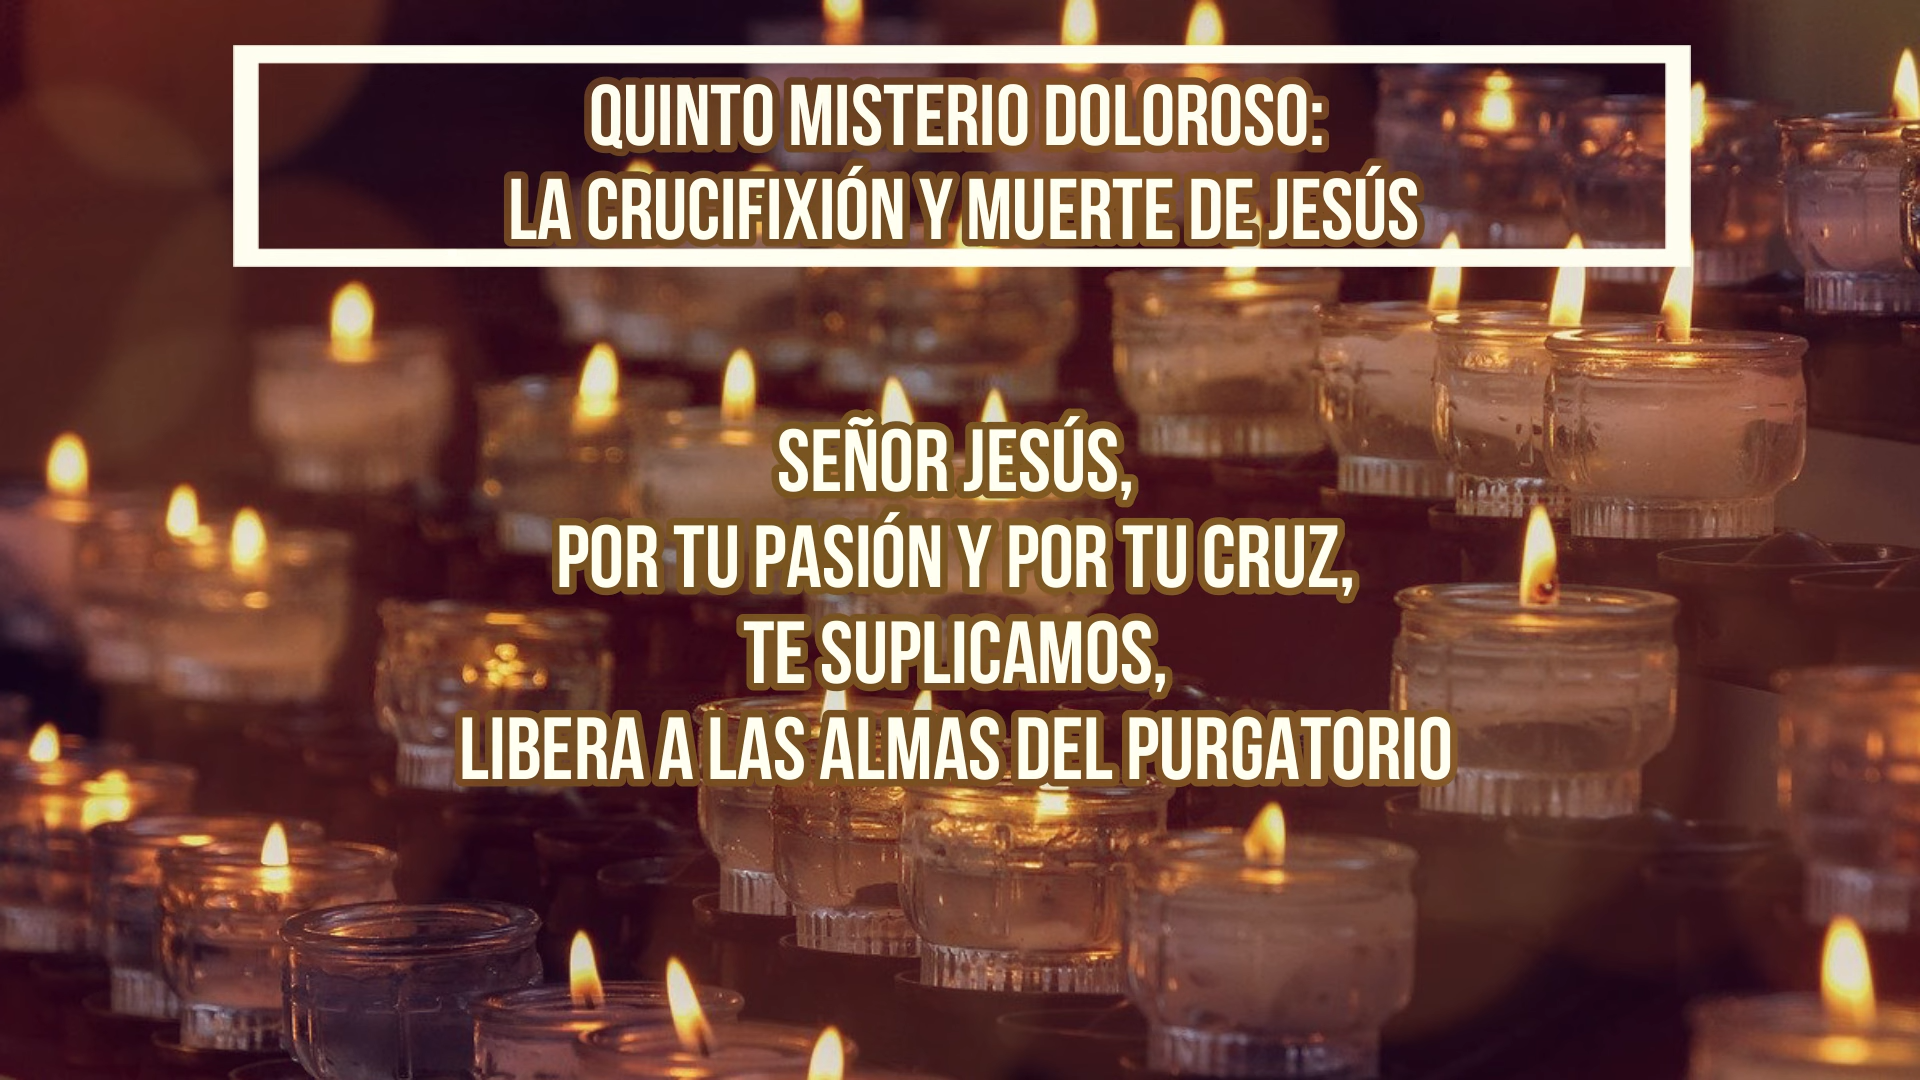 QUINTO MISTERIO DOLOROSO:
LA CRUCIFIXIÓN Y MUERTE DE JESÚS
SEÑOR JESÚS,
POR TU PASIÓN Y POR TU CRUZ,
TE SUPLICAMOS,
LIBERA A LAS ALMAS DEL PURGATORIO